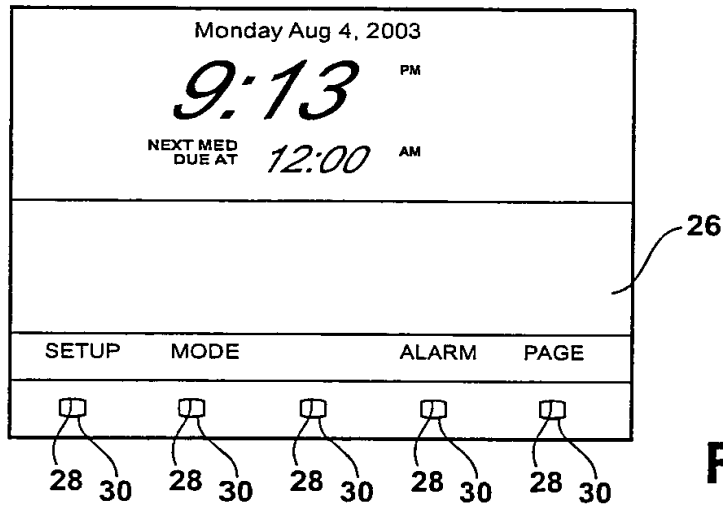 Monday Aug 4, 2003
9:13 PM
NEXT MED
DUE AT 12:00 AM
26
SETUP MODE ALARM PAGE
28 30 28 30 28 30 28 30 28 30